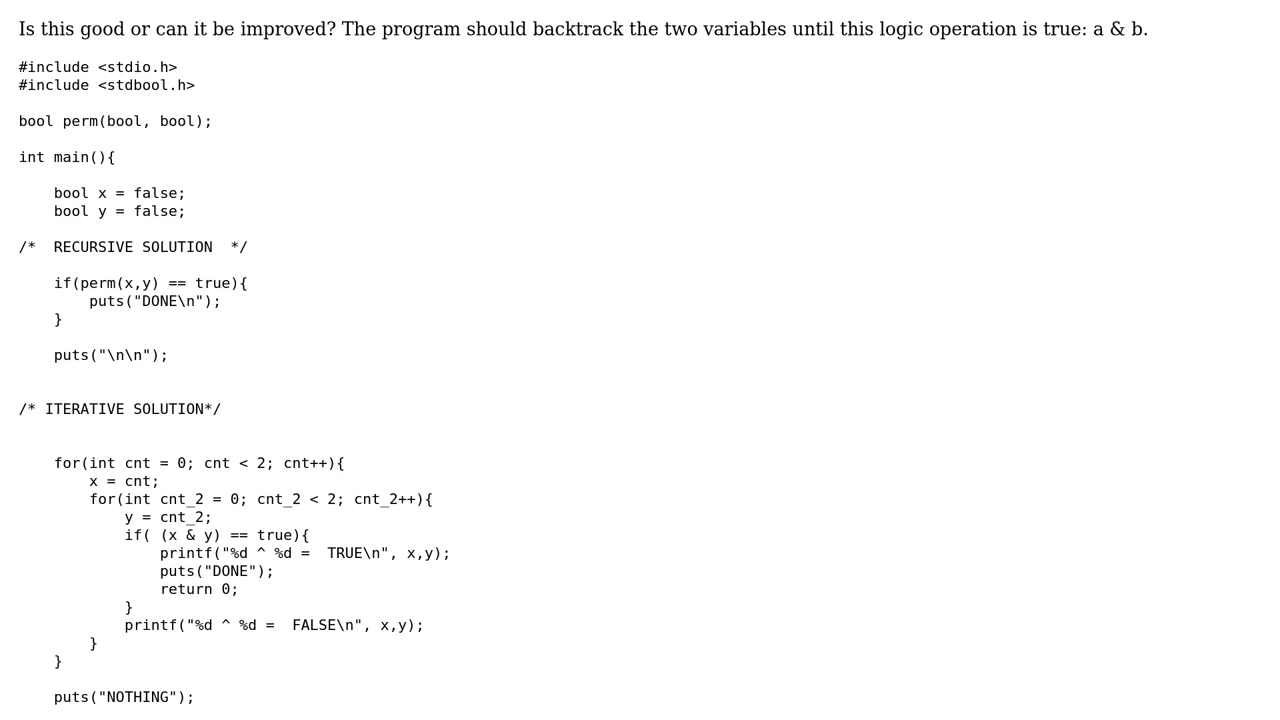 Is this good or can it be improved? The program should backtrack the two variables until this logic operation is true: a & b.
#include <stdio.h>
#include <stdbool.h>
bool perm(bool, bool);
int main(){
    bool x = false;
    bool y = false;
/*  RECURSIVE SOLUTION  */
    if(perm(x,y) == true){
        puts("DONE\n");
    }
    puts("\n\n");
/* ITERATIVE SOLUTION*/
    for(int cnt = 0; cnt < 2; cnt++){
        x = cnt;
        for(int cnt_2 = 0; cnt_2 < 2; cnt_2++){
            y = cnt_2;
            if( (x & y) == true){
                printf("%d ^ %d =  TRUE\n", x,y);
                puts("DONE");
                return 0;
            }
            printf("%d ^ %d =  FALSE\n", x,y);
        }
    }
    puts("NOTHING");